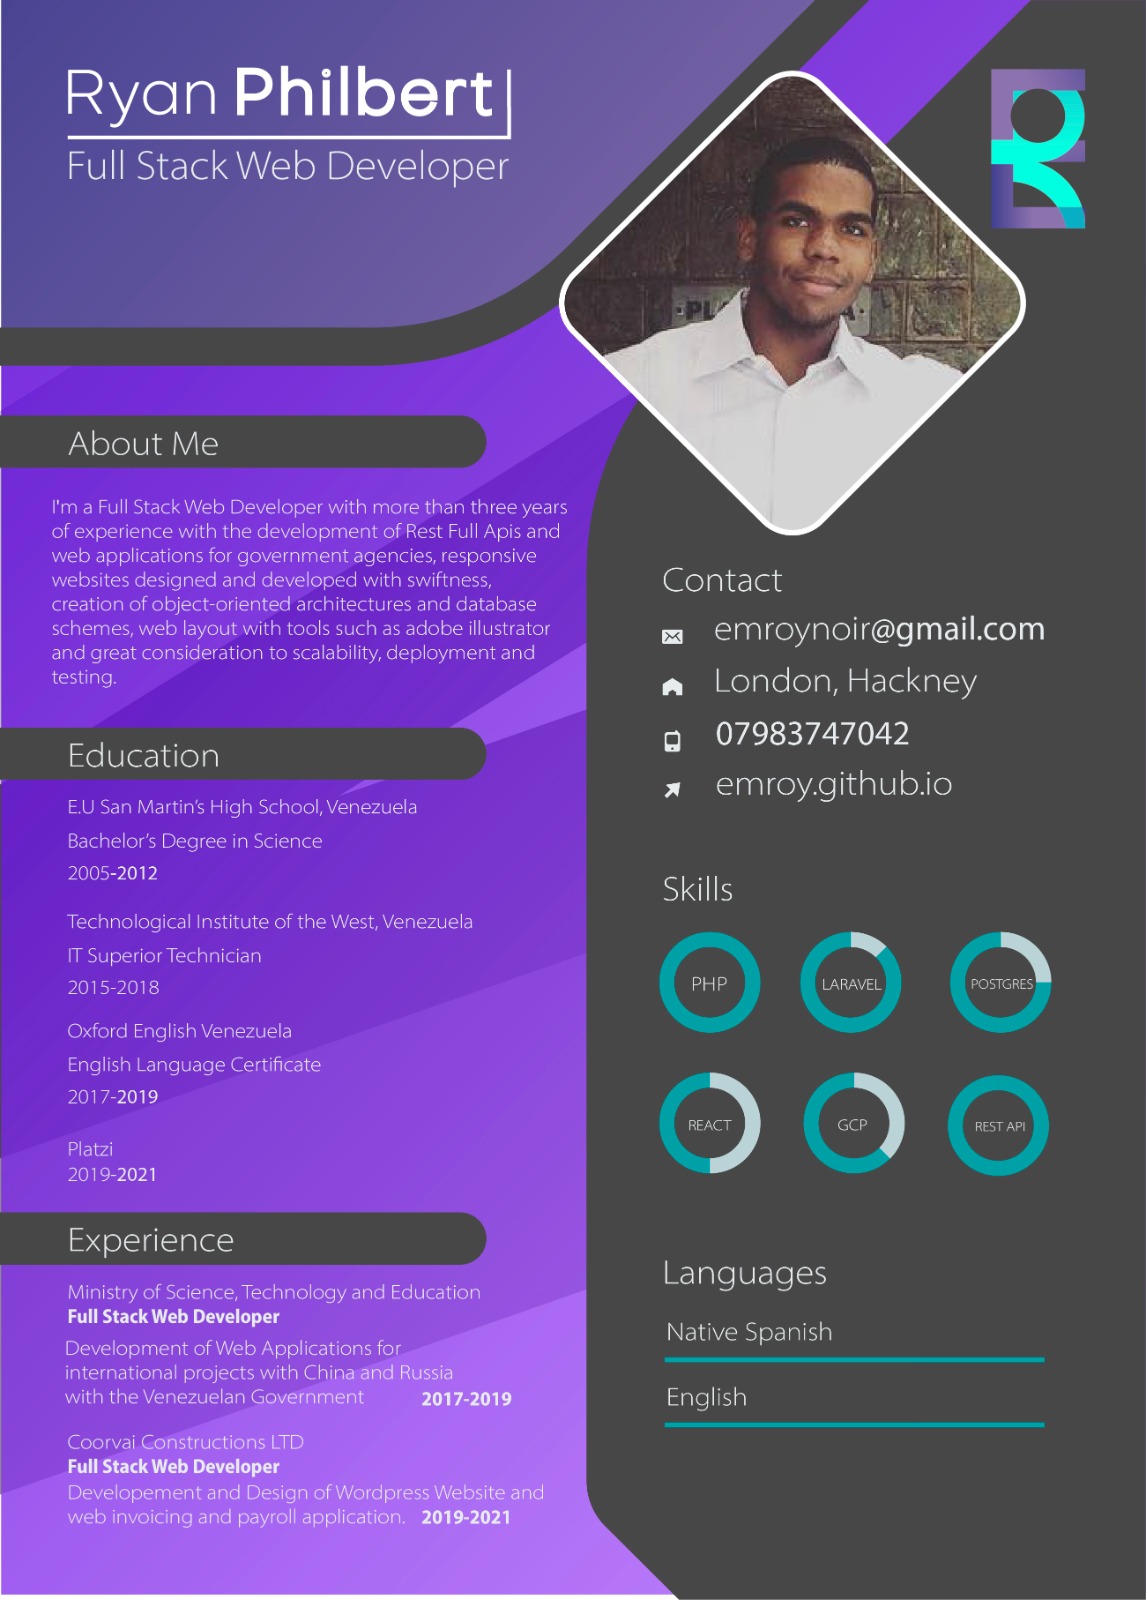 Ryan Philbert
Full Stack Web Developer
About Me
I'm a Full Stack Web Developer with more than three years
of experience with the development of Rest Full Apis and
web applications for government agencies, responsive
websites designed and developed with swiftness,
creation of object-oriented architectures and database
schemes, web layout with tools such as adobe illustrator
and great consideration to scalability, deployment and
testing.
Education
E.U San Martin's High School, Venezuela
Bachelor's Degree in Science
2005-2012
Technological Institute of the West, Venezuela
IT Superior Technician
2015-2018
Oxford English Venezuela
English Language Certificate
2017-2019
Platzi
2019-2021
Experience
Ministry of Science, Technology and Education
Full Stack Web Developer
Development of Web Applications for
international projects with China and Russia
with the Venezuelan Government 2017-2019
Coorvai Constructions LTD
Full Stack Web Developer
Developement and Design of Wordpress Website and
web invoicing and payroll application. 2019-2021
Contact
emroynoir@gmail.com
London, Hackney
07983747042
emroy.github.io
Skills
PHP
LARAVEL
POSTGRES
REACT
GCP
REST API
Languages
Native Spanish
English